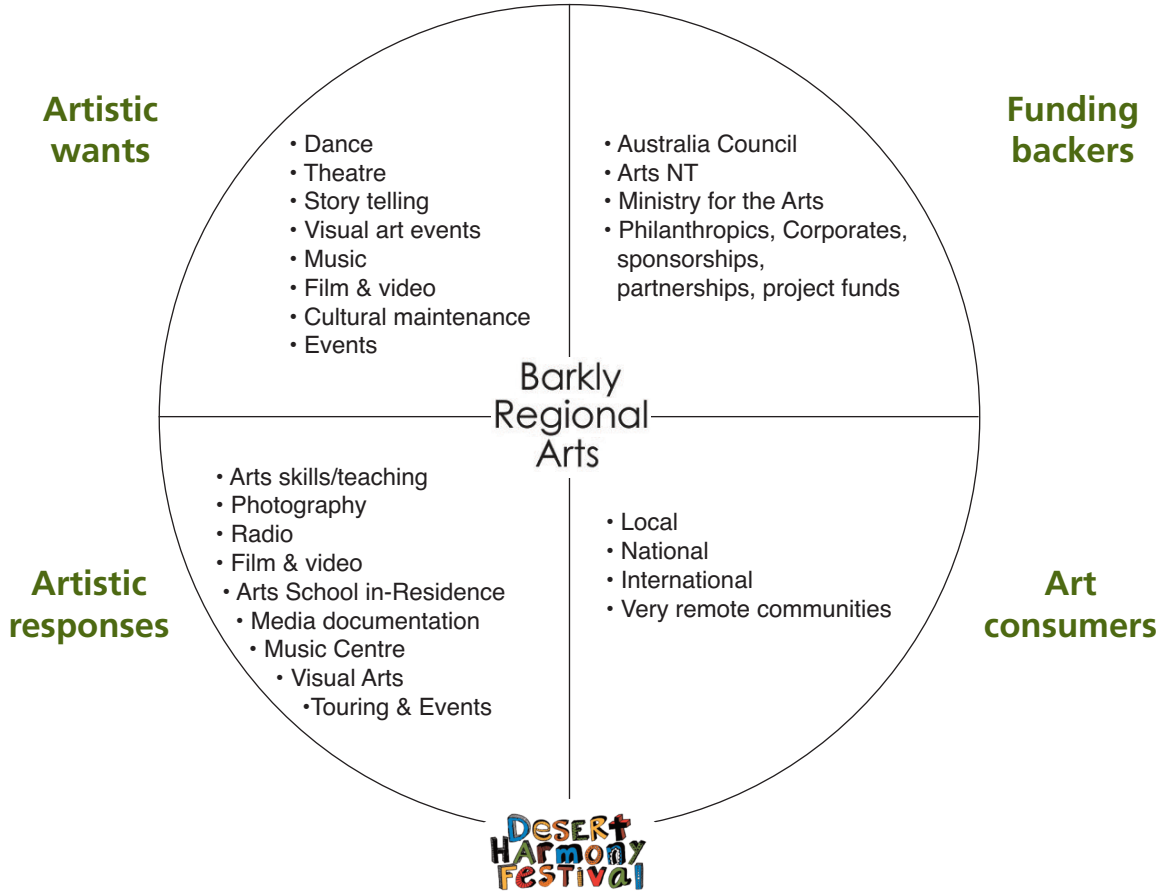 Artistic
wants
• Dance
• Theatre
• Story telling
• Visual art events
• Music
• Film & video
• Cultural maintenance
• Events
Funding
backers
• Australia Council
• Arts NT
• Ministry for the Arts
• Philanthropics, Corporates,
sponsorships,
partnerships, project funds
Barkly
Regional
Arts
Artistic
responses
• Arts skills/teaching
• Photography
• Radio
• Film & video
• Arts School in-Residence
• Media documentation
• Music Centre
• Visual Arts
•Touring & Events
Art
consumers
• Local
• National
• International
• Very remote communities
DESERt
HArmonY
FESTIVal